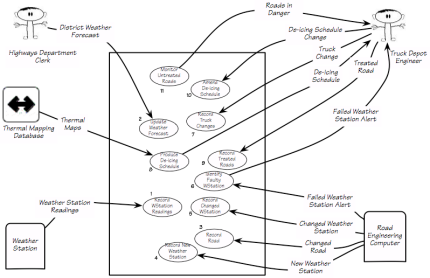 Roads in
Danger
District Weather
Forecast
De-icing Schedule
Change
Highways Department
Clerk
Truck
Change
Truck Depot
Engineer
Monitor
Untreated
Roads
11
Amend
De-icing
Schedule
10
De-icing
Schedule
Treated
Road
Thermal
Maps
2
Update
Weather
Forecast
Record
Truck
Changes
7
Failed Weather
Station Alert
Thermal Mapping
Database
Produce
De-icing
Schedule
8
9
Record
Treated
Roads
Identify
Faulty
WStation
6
Weather Station
Readings
1
Record
WStation
Readings
4
Record
Changed
WStation
5
Failed Weather
Station Alert
Changed Weather
Station
Weather
Station
3
Record
Road
Record New
Weather
Station
Changed
Road
New Weather
Station
Road
Engineering
Computer